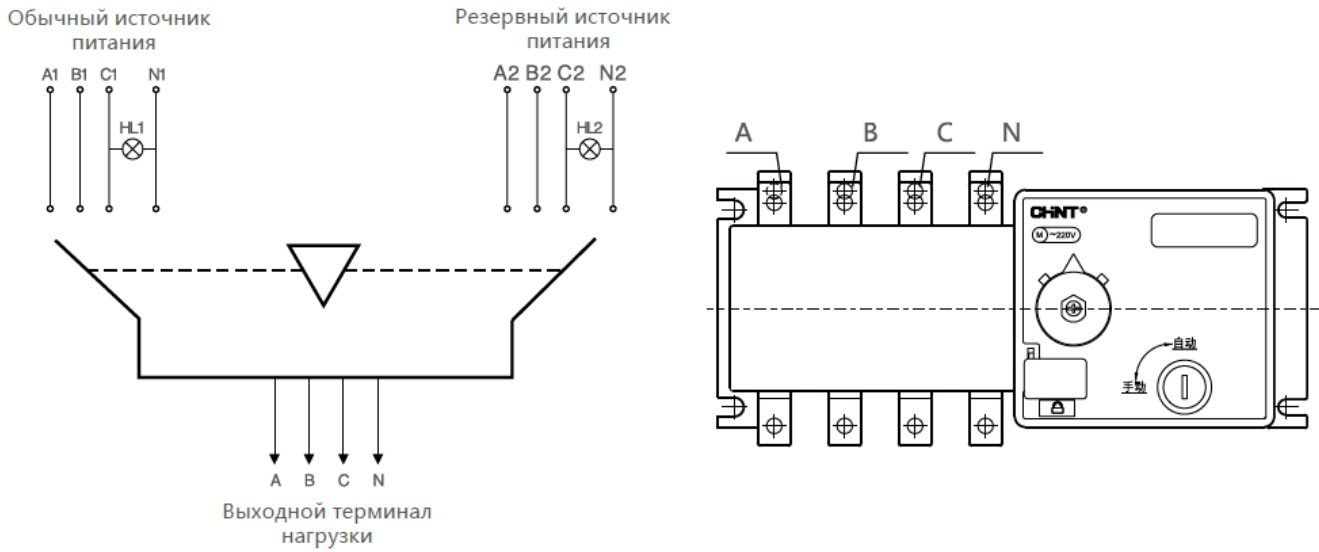 Обычный источник
питания
Резервный источник
питания
A1 B1 C1 N1
A2 B2 C2 N2
HL1
HL2
A B C N
Выходной терминал
нагрузки
A B C N
CHNT®
M ~220V
自动
手动